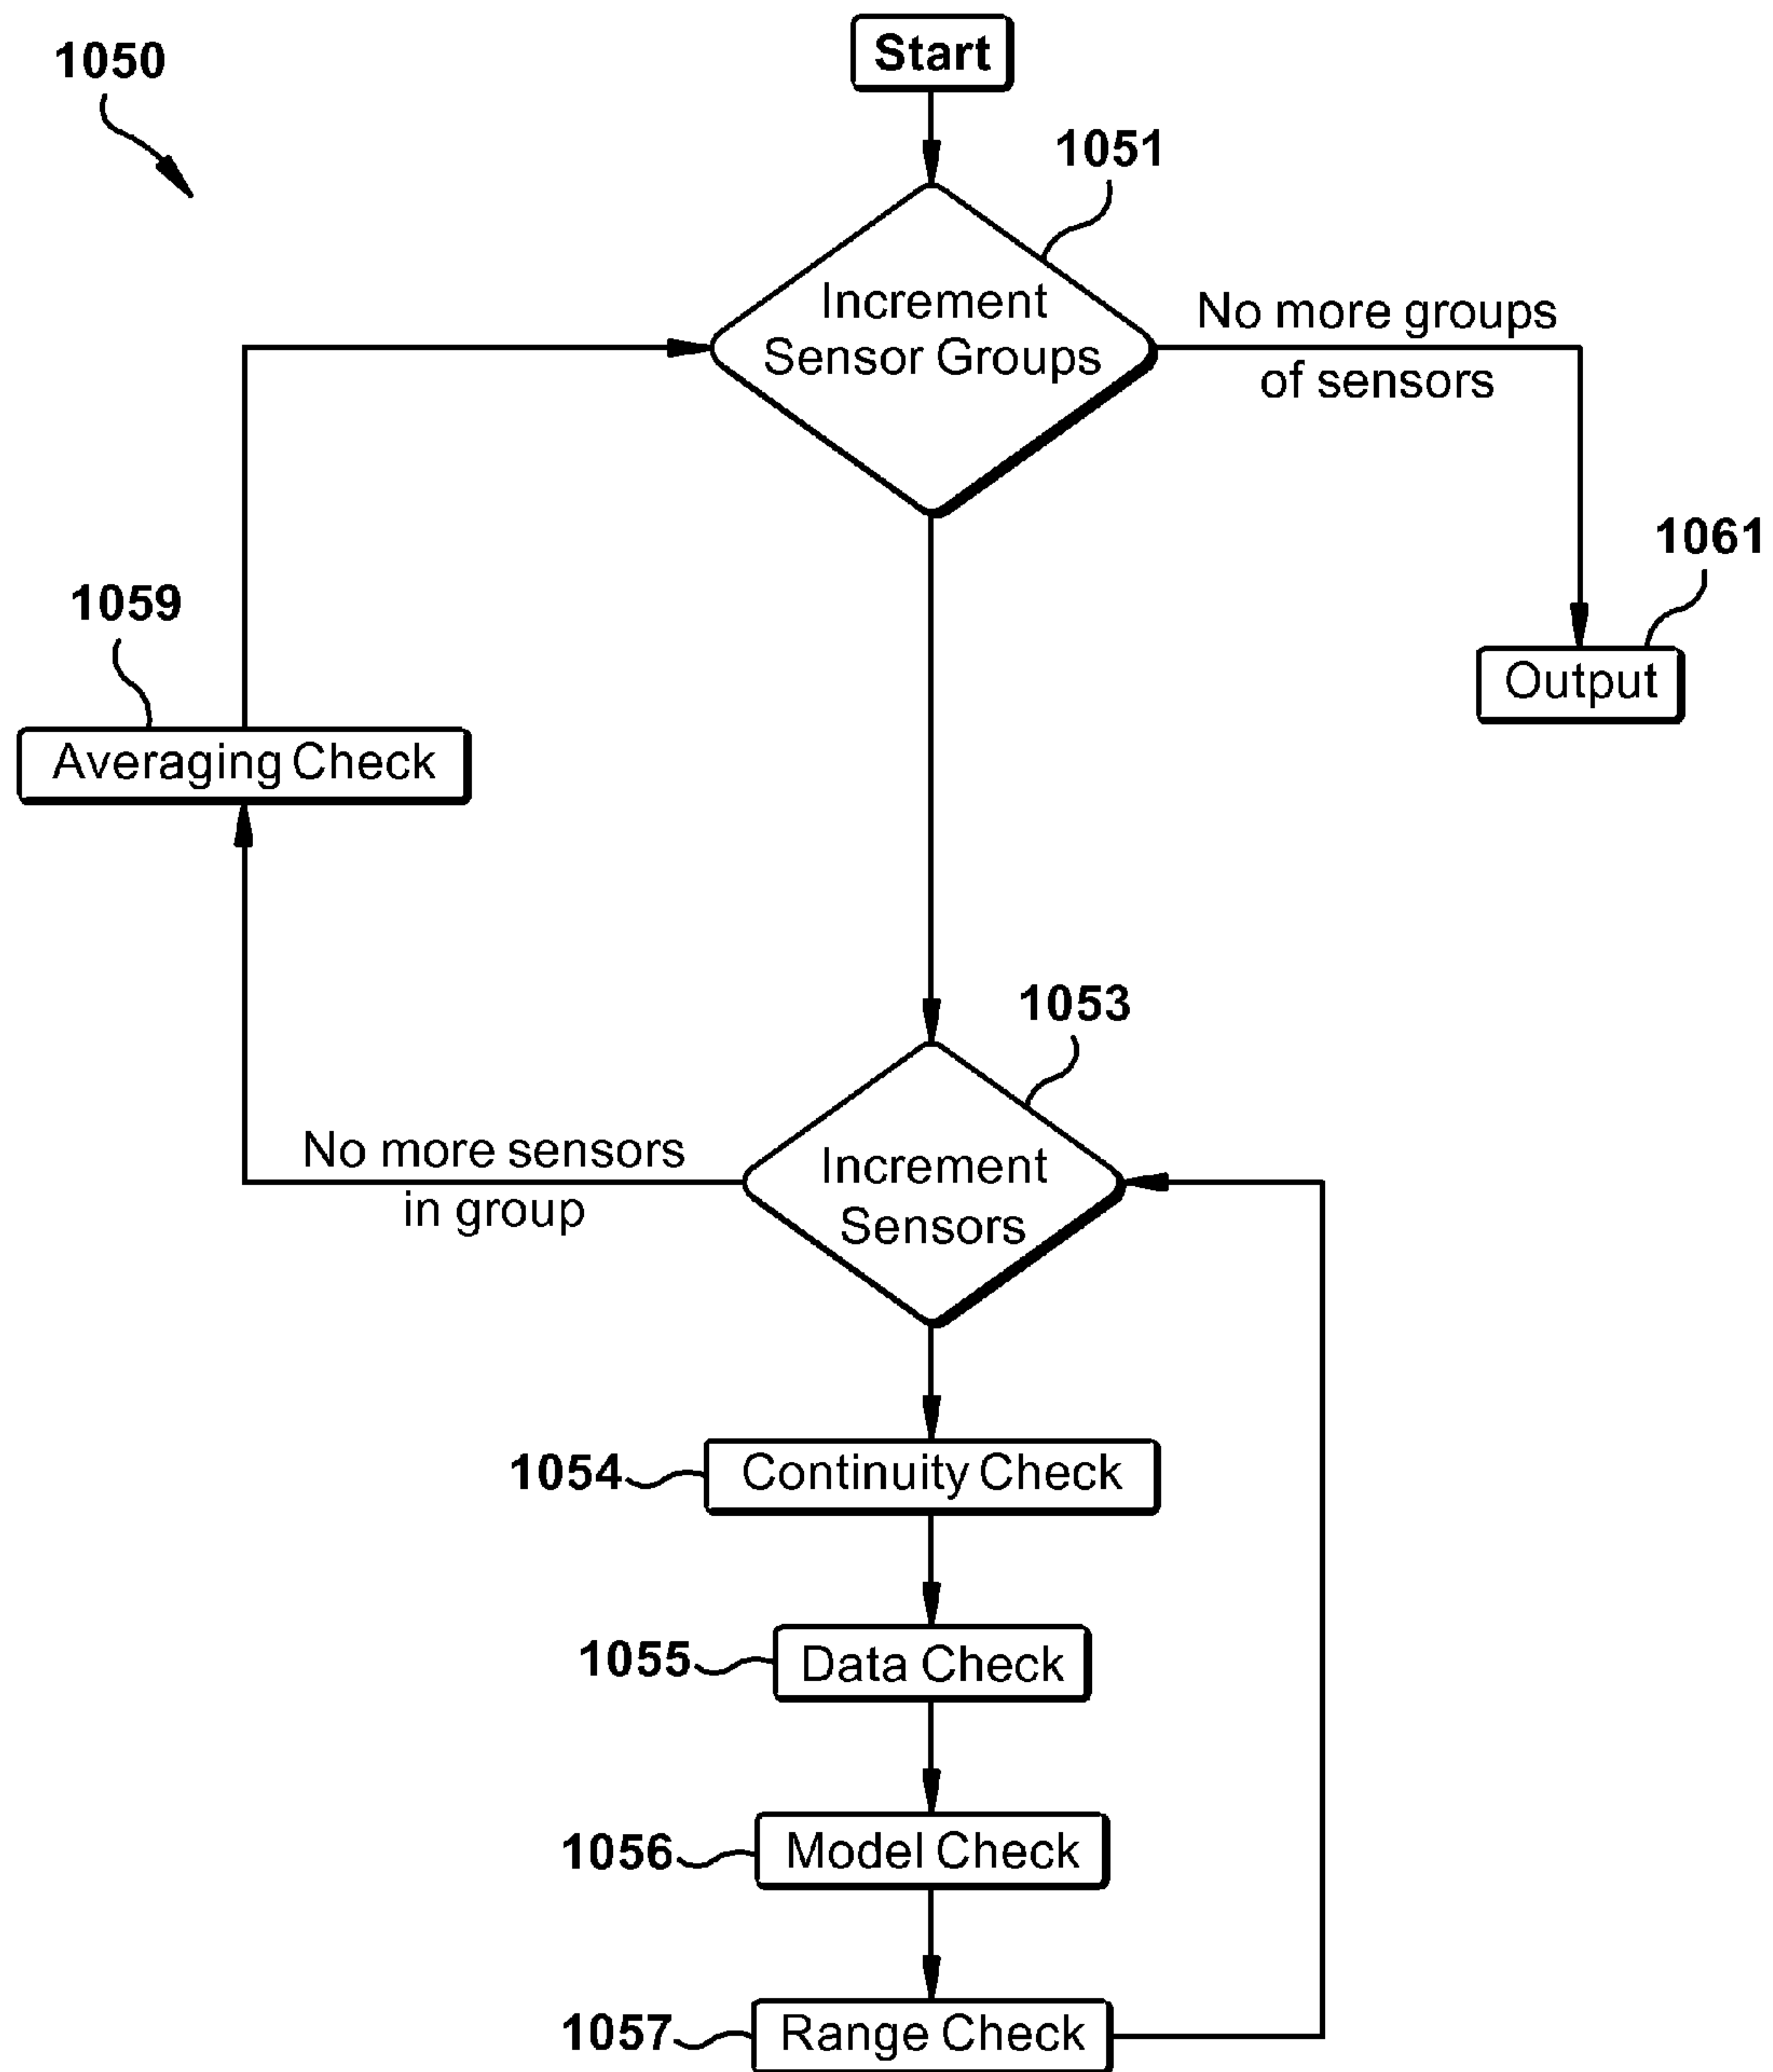 1050
Start
1051
Increment
Sensor Groups
No more groups
of sensors
1061
Output
1059
Averaging Check
1053
Increment
Sensors
No more sensors
in group
1054
Continuity Check
1055
Data Check
1056
Model Check
1057
Range Check